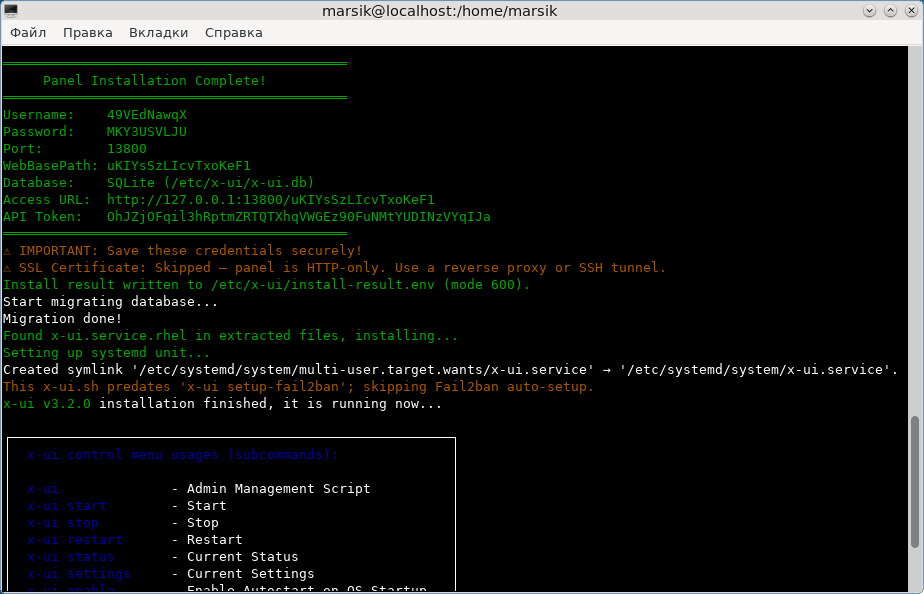 marsik@localhost:/home/marsik
Файл Правка Вкладки Справка
Panel Installation Complete!
Username: 49VEdNawqX
Password: MKY3USVLJU
Port: 13800
WebBasePath: uKIYsSzLIcvTxoKeF1
Database: SQLite (/etc/x-ui/x-ui.db)
Access URL: http://127.0.0.1:13800/uKIYsSzLIcvTxoKeF1
API Token: OhJZjOFqil3hRptmZRTQTXhqVWGEz90FuNMtYUDINzVYqIJa
⚠ IMPORTANT: Save these credentials securely!
⚠ SSL Certificate: Skipped — panel is HTTP-only. Use a reverse proxy or SSH tunnel.
Install result written to /etc/x-ui/install-result.env (mode 600).
Start migrating database...
Migration done!
Found x-ui.service.rhel in extracted files, installing...
Setting up systemd unit...
Created symlink '/etc/systemd/system/multi-user.target.wants/x-ui.service' → '/etc/systemd/system/x-ui.service'.
This x-ui.sh predates 'x-ui setup-fail2ban'; skipping Fail2ban auto-setup.
x-ui v3.2.0 installation finished, it is running now...
x-ui control menu usages (subcommands):
x-ui - Admin Management Script
x-ui start - Start
x-ui stop - Stop
x-ui restart - Restart
x-ui status - Current Status
x-ui settings - Current Settings
x-ui enable - Enable Autostart on OS Startup